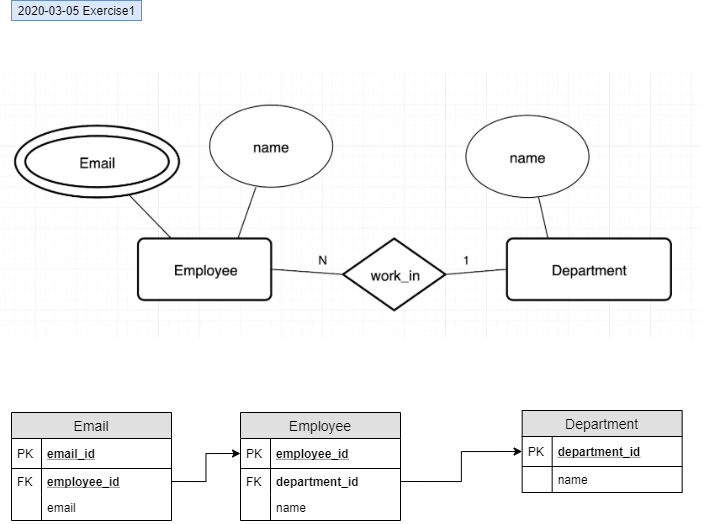 2020-03-05 Exercise1
Email
name
name
Employee
N
work_in
1
Department
Email
PK email_id
FK employee_id
email
Employee
PK employee_id
FK department_id
name
Department
PK department_id
name